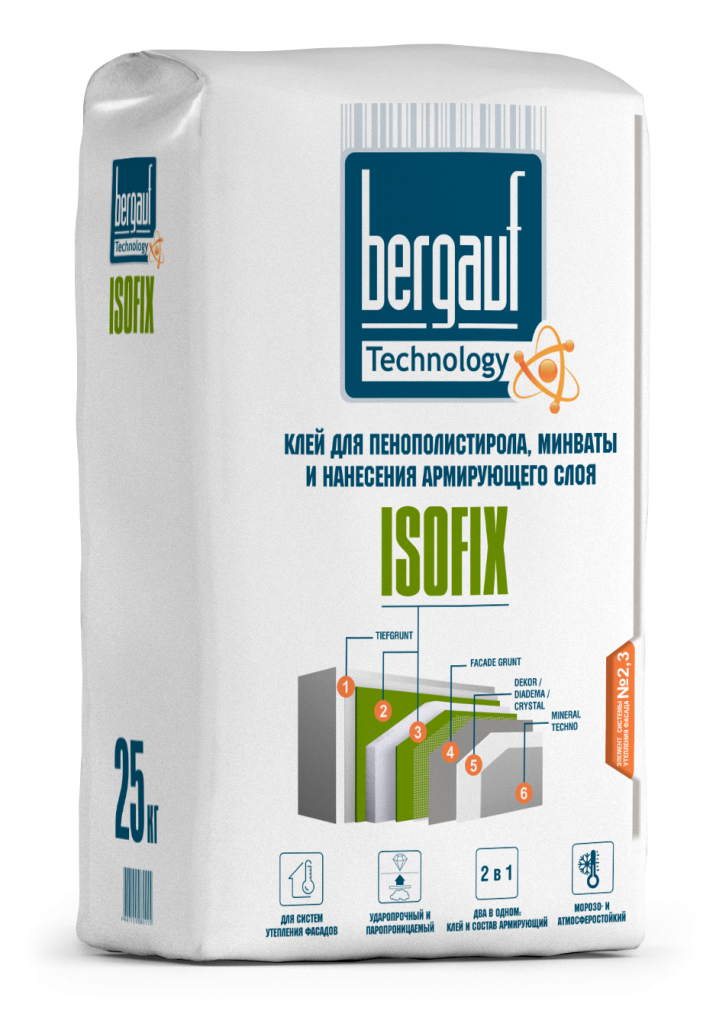 bergauf
Technology
ISOFIX
25 кг
bergauf
Technology
КЛЕЙ ДЛЯ ПЕНОПОЛИСТИРОЛА, МИНВАТЫ
И НАНЕСЕНИЯ АРМИРУЮЩЕГО СЛОЯ
ISOFIX
TIEFGRUNT
FACADE GRUNT
DEKOR /
DIADEMA /
CRYSTAL
MINERAL
TECHNO
1
2
3
4
5
6
ЭЛЕМЕНТ СИСТЕМЫ
УТЕПЛЕНИЯ ФАСАДА
№2,3
ДЛЯ СИСТЕМ
УТЕПЛЕНИЯ ФАСАДОВ
УДАРОПРОЧНЫЙ И
ПАРОПРОНИЦАЕМЫЙ
2 в 1
ДВА В ОДНОМ:
КЛЕЙ И СОСТАВ АРМИРУЮЩИЙ
МОРОЗО- И
АТМОСФЕРОСТОЙКИЙ